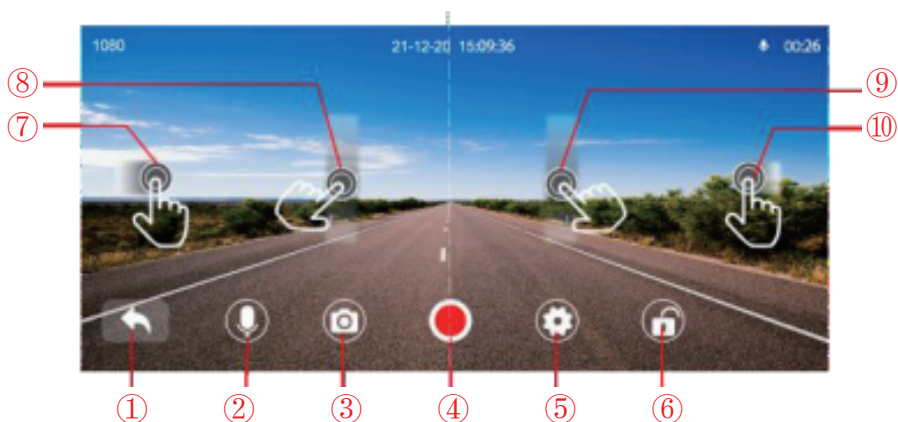 1080 21-12-20 15:09:36 00:26
⑧ ⑨
⑦ ⑩
① ② ③ ④ ⑤ ⑥